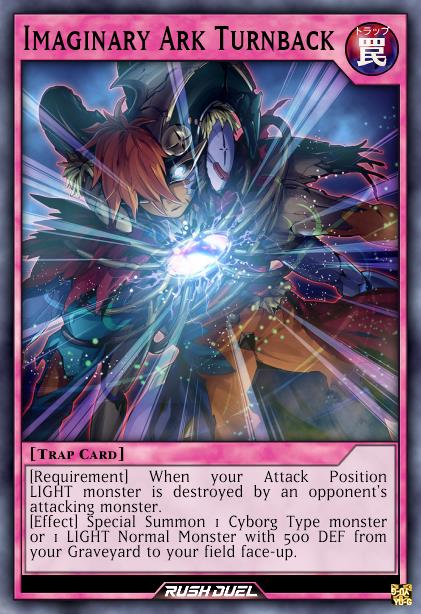 IMAGINARY ARK TURNBACK
トラップ
罠
[TRAP CARD]
[Requirement] When your Attack Position
LIGHT monster is destroyed by an opponent's
attacking monster.
[Effect] Special Summon 1 Cyborg Type monster
or 1 LIGHT Normal Monster with 500 DEF from
your Graveyard to your field face-up.
RUSH DUEL